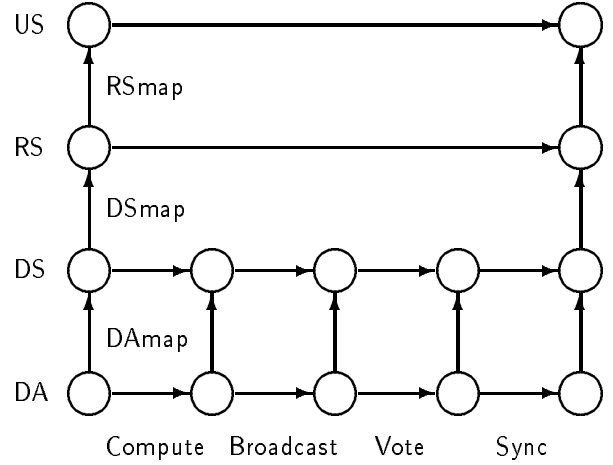 US
RSmap
RS
DSmap
DS
DAmap
DA
Compute Broadcast Vote Sync